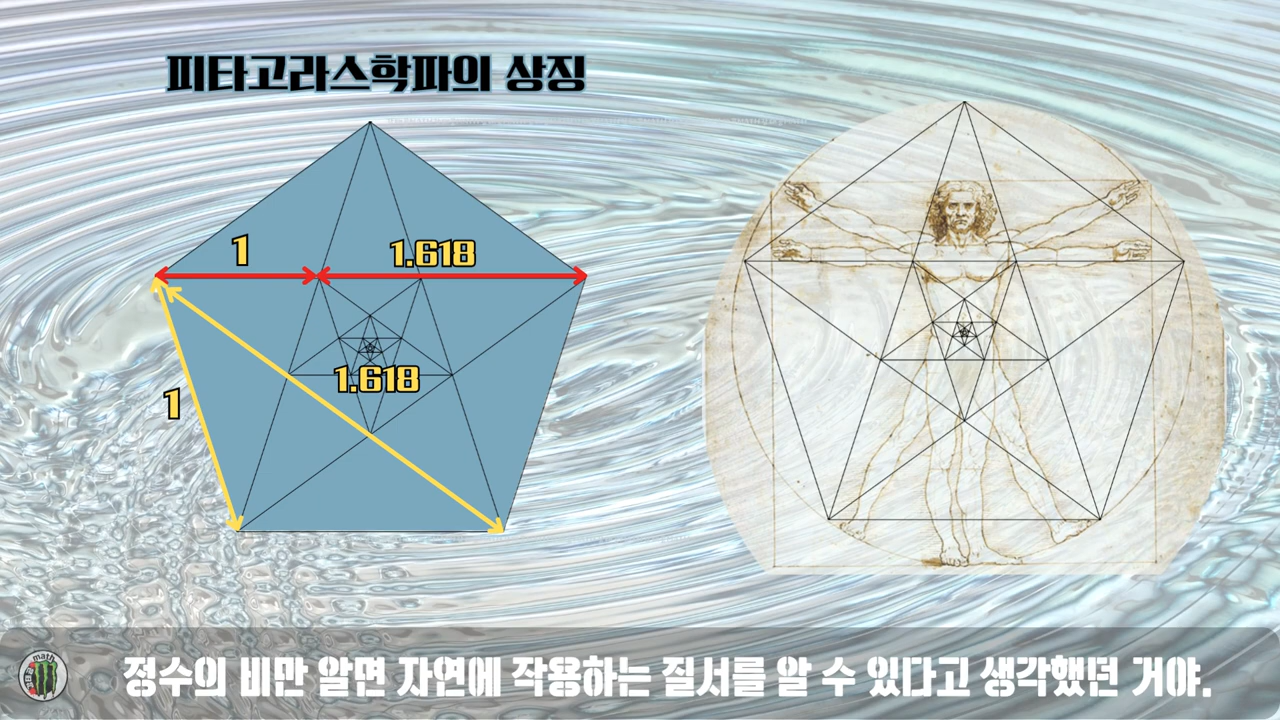 피타고라스학파의 상징
1
1.618
1
1.618
math
정수의 비만 알면 자연에 작용하는 질서를 알 수 있다고 생각했던 거야.